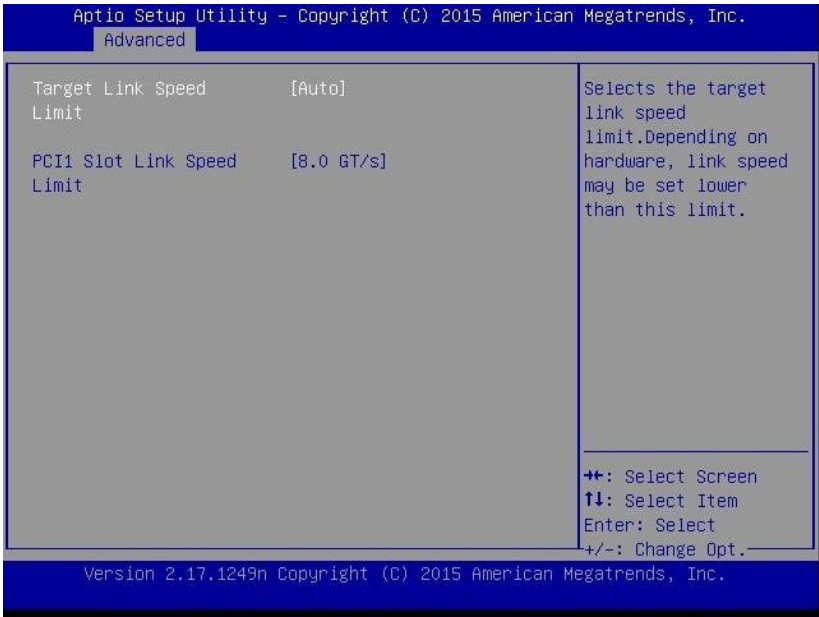 Aptio Setup Utility – Copyright (C) 2015 American Megatrends, Inc.
Advanced
Target Link Speed [Auto]
Limit
PCI1 Slot Link Speed [8.0 GT/s]
Limit
Selects the target
link speed
limit.Depending on
hardware, link speed
may be set lower
than this limit.
→←: Select Screen
↑↓: Select Item
Enter: Select
+/-: Change Opt.
Version 2.17.1249n Copyright (C) 2015 American Megatrends, Inc.